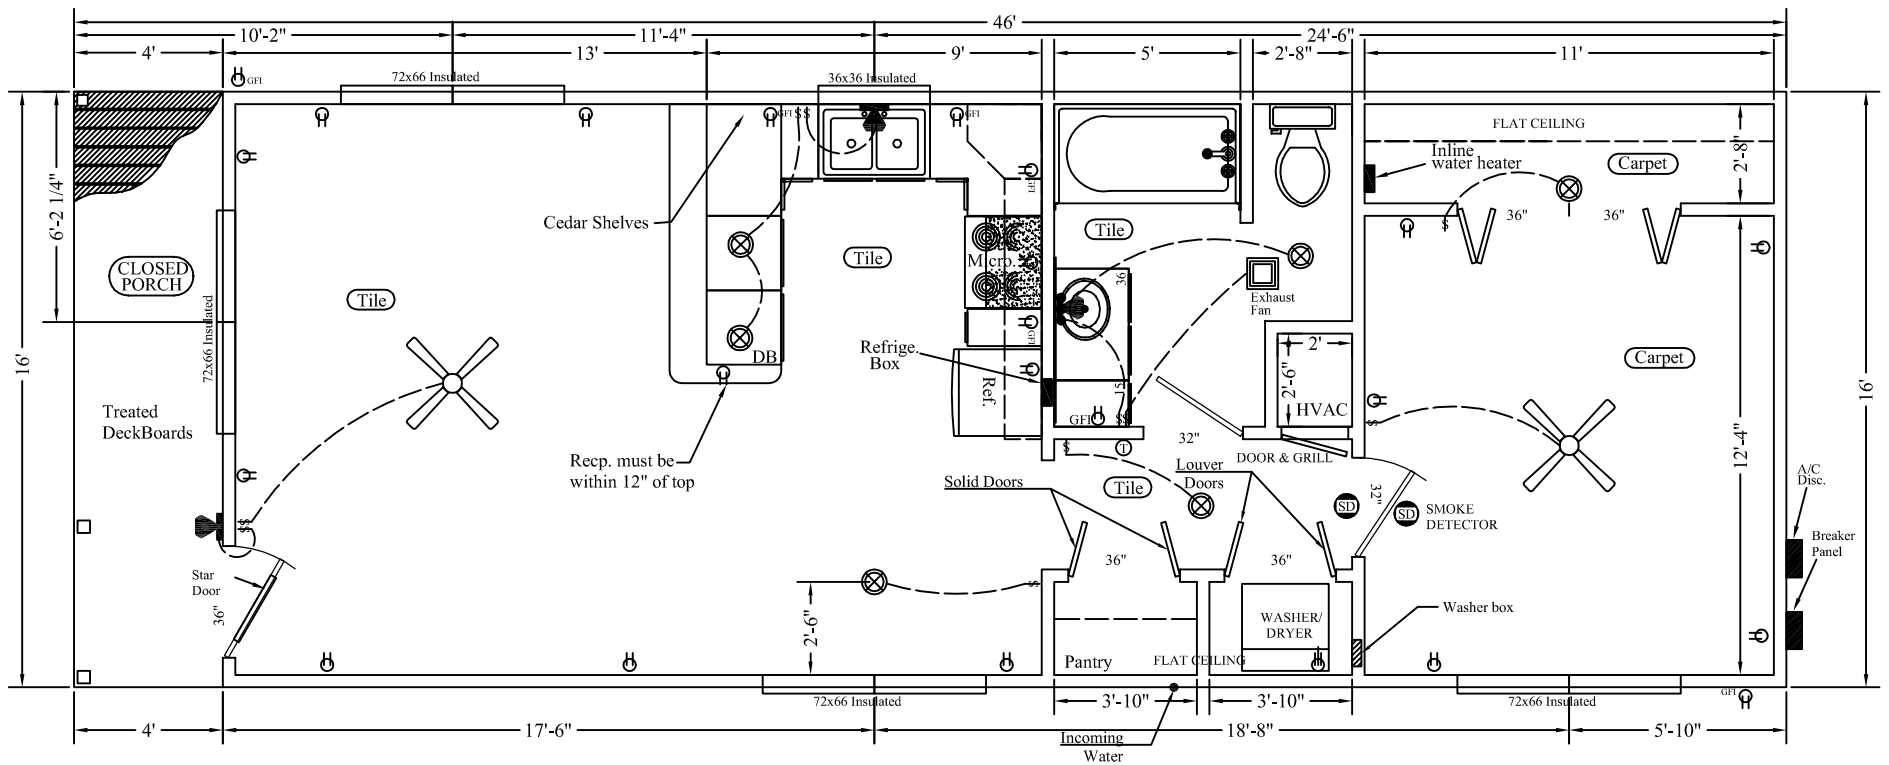 46'
10'-2"
11'-4"
24'-6"
4'
13'
9'
5'
2'-8"
11'
72x66 Insulated
36x36 Insulated
GFI
GFI
$$
GFI
FLAT CEILING
Inline
water heater
Carpet
2'-8"
16'
6'-2 1/4"
Cedar Shelves
GFI
36"
36"
$
Tile
Tile
Micro.
CLOSED
PORCH
Tile
36
Exhaust
Fan
72x66 Insulated
GFI
DB
Refrige.
Box
Ref.
2'
2'-6"
HVAC
Carpet
16'
Treated
DeckBoards
15
GFI
$$
$
Recp. must be
within 12" of top
$
T
32"
DOOR & GRILL
12'-4"
Solid Doors
Tile
Louver
Doors
32"
SD
SD
SMOKE
DETECTOR
A/C
Disc.
Breaker
Panel
$$
Star
Door
36"
36"
36"
$
2'-6"
WASHER/
DRYER
Washer box
Pantry
FLAT CEILING
72x66 Insulated
3'-10"
3'-10"
72x66 Insulated
GFI
4'
17'-6"
18'-8"
5'-10"
Incoming
Water